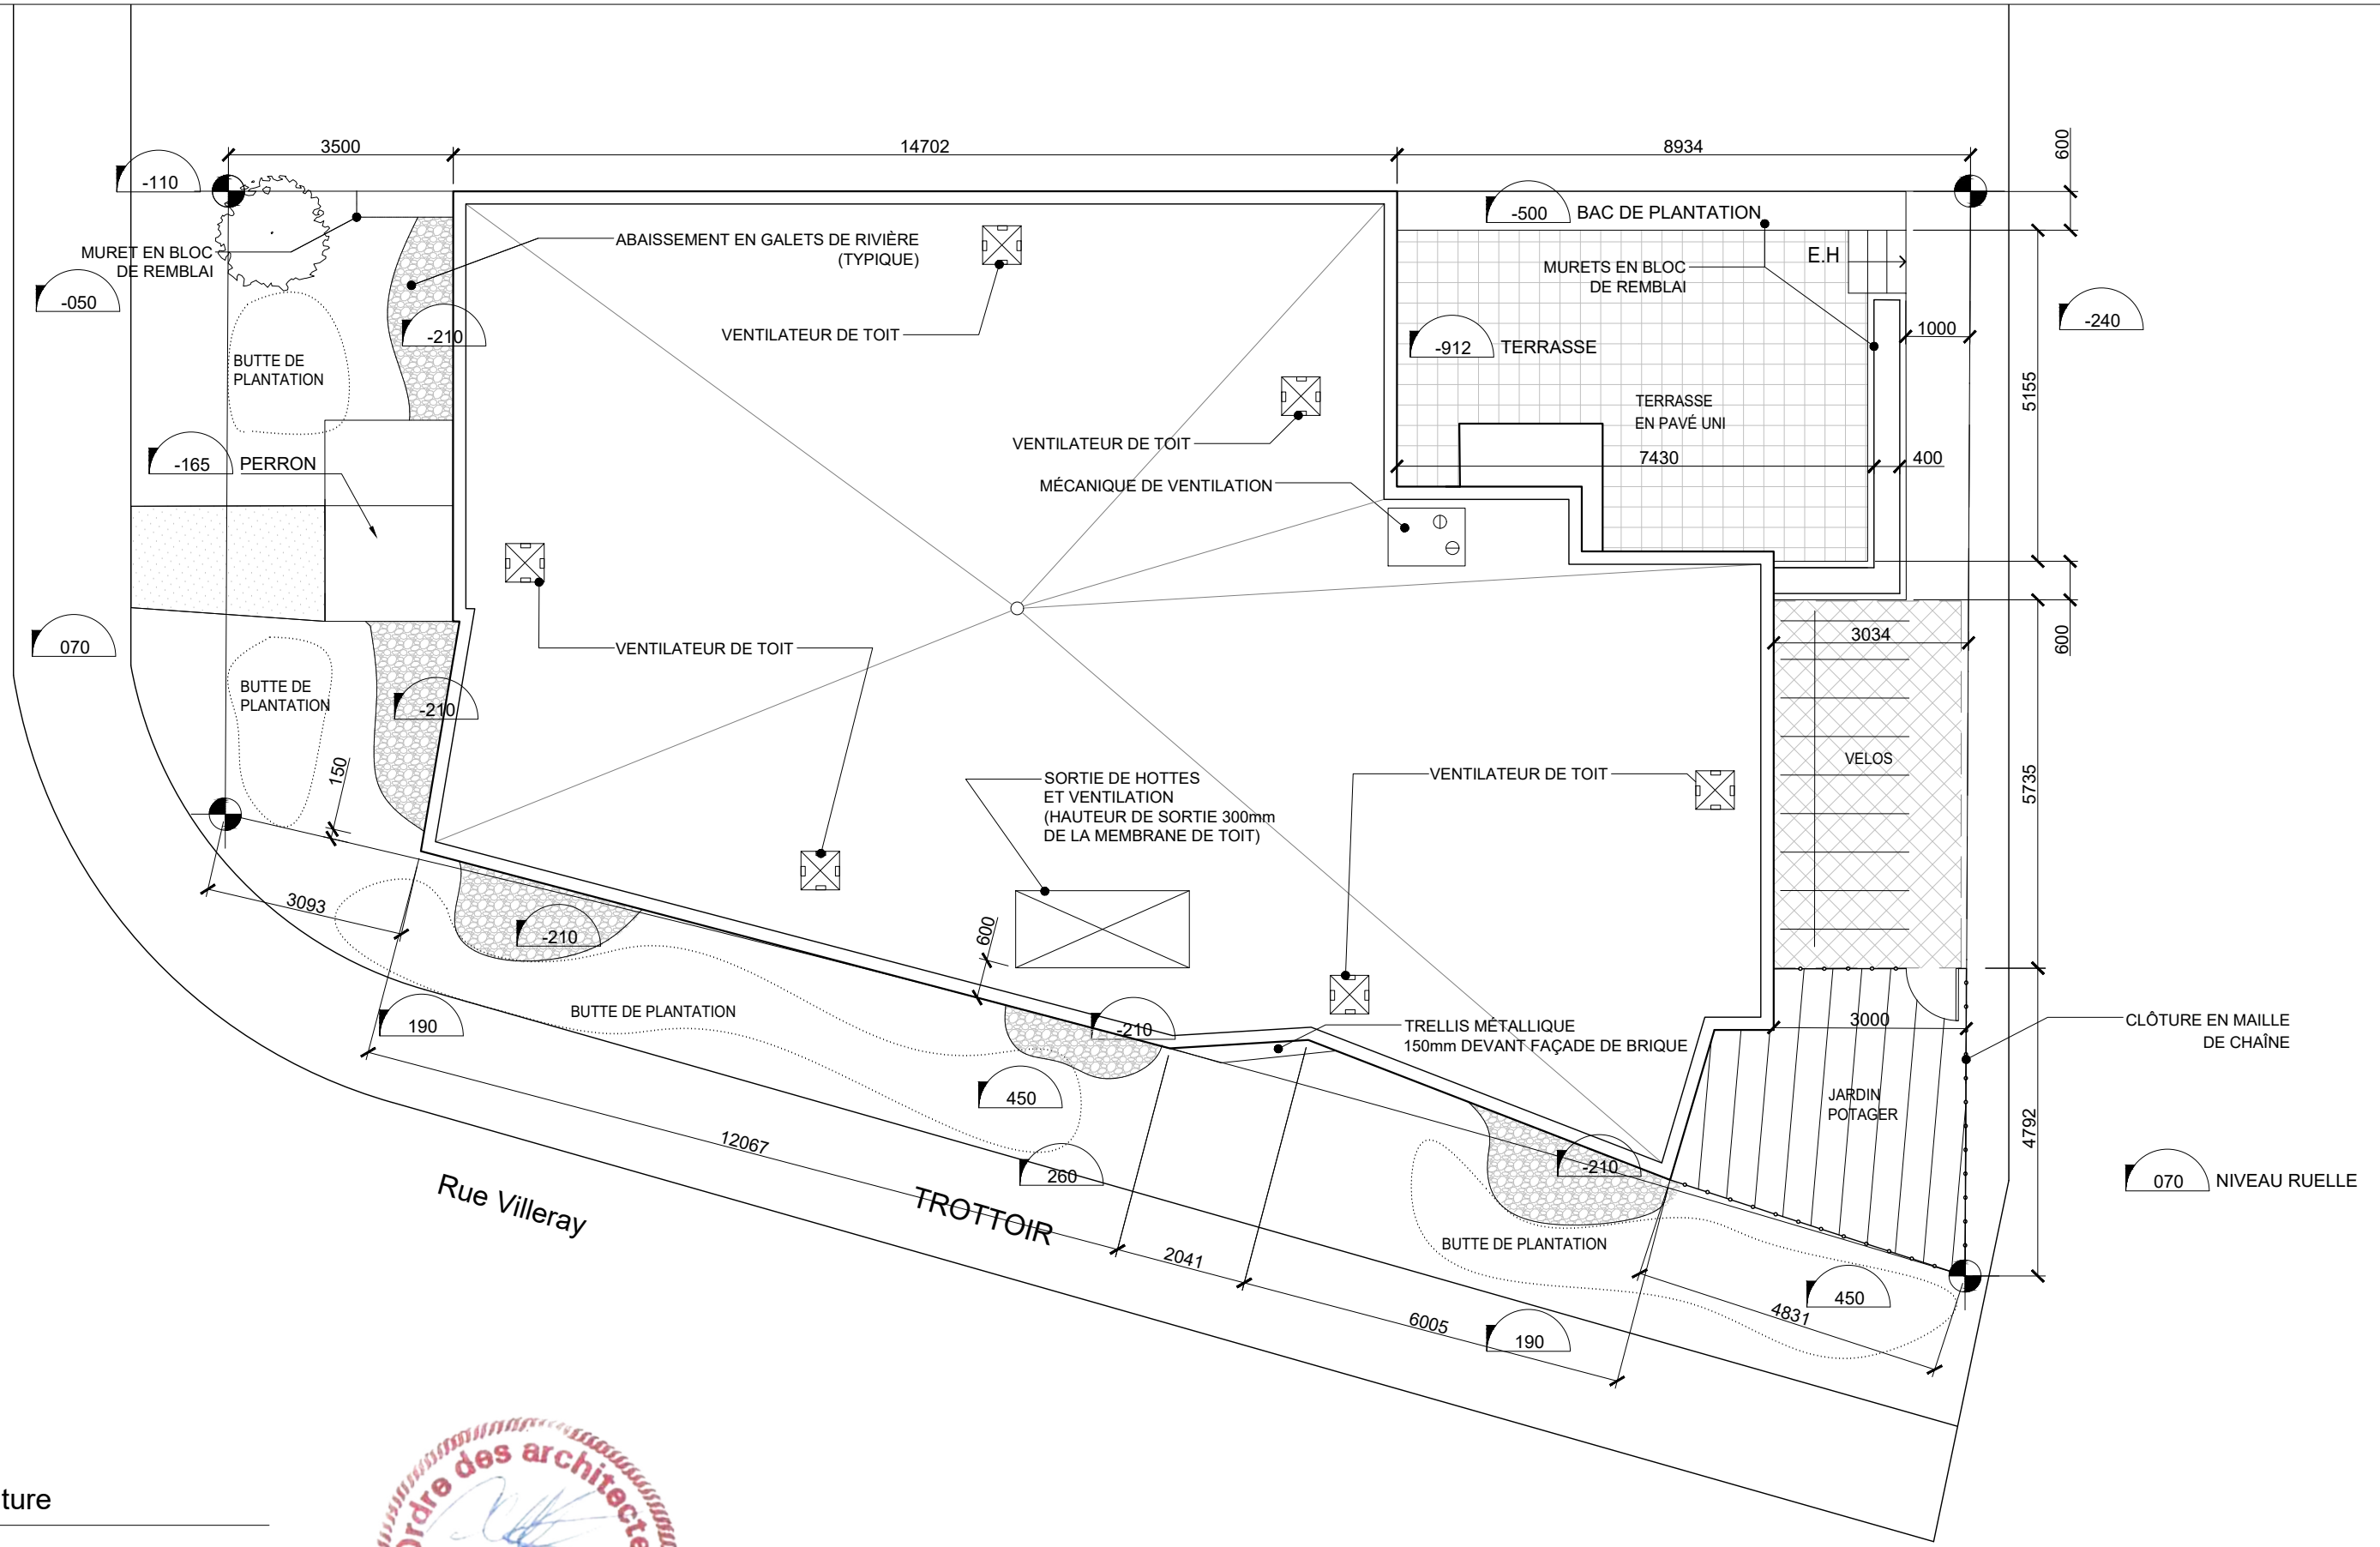 3500
14702
8934
600
-110
-500
BAC DE PLANTATION
MURET EN BLOC
DE REMBLAI
ABAISSEMENT EN GALETS DE RIVIÈRE
(TYPIQUE)
E.H
MURETS EN BLOC
DE REMBLAI
-050
-210
VENTILATEUR DE TOIT
-912
TERRASSE
1000
-240
BUTTE DE
PLANTATION
5155
TERRASSE
EN PAVÉ UNI
VENTILATEUR DE TOIT
7430
400
-165
PERRON
MÉCANIQUE DE VENTILATION
070
VENTILATEUR DE TOIT
3034
600
BUTTE DE
PLANTATION
-210
150
VELOS
5735
SORTIE DE HOTTES
ET VENTILATION
(HAUTEUR DE SORTIE 300mm
DE LA MEMBRANE DE TOIT)
VENTILATEUR DE TOIT
3093
-210
600
190
BUTTE DE PLANTATION
-210
TRELLIS MÉTALLIQUE
150mm DEVANT FAÇADE DE BRIQUE
3000
CLÔTURE EN MAILLE
DE CHAÎNE
450
JARDIN
POTAGER
4792
12067
260
-210
070
NIVEAU RUELLE
Rue Villeray
TROTTOIR
2041
BUTTE DE PLANTATION
6005
190
4831
450
ture
Ordre des architecte